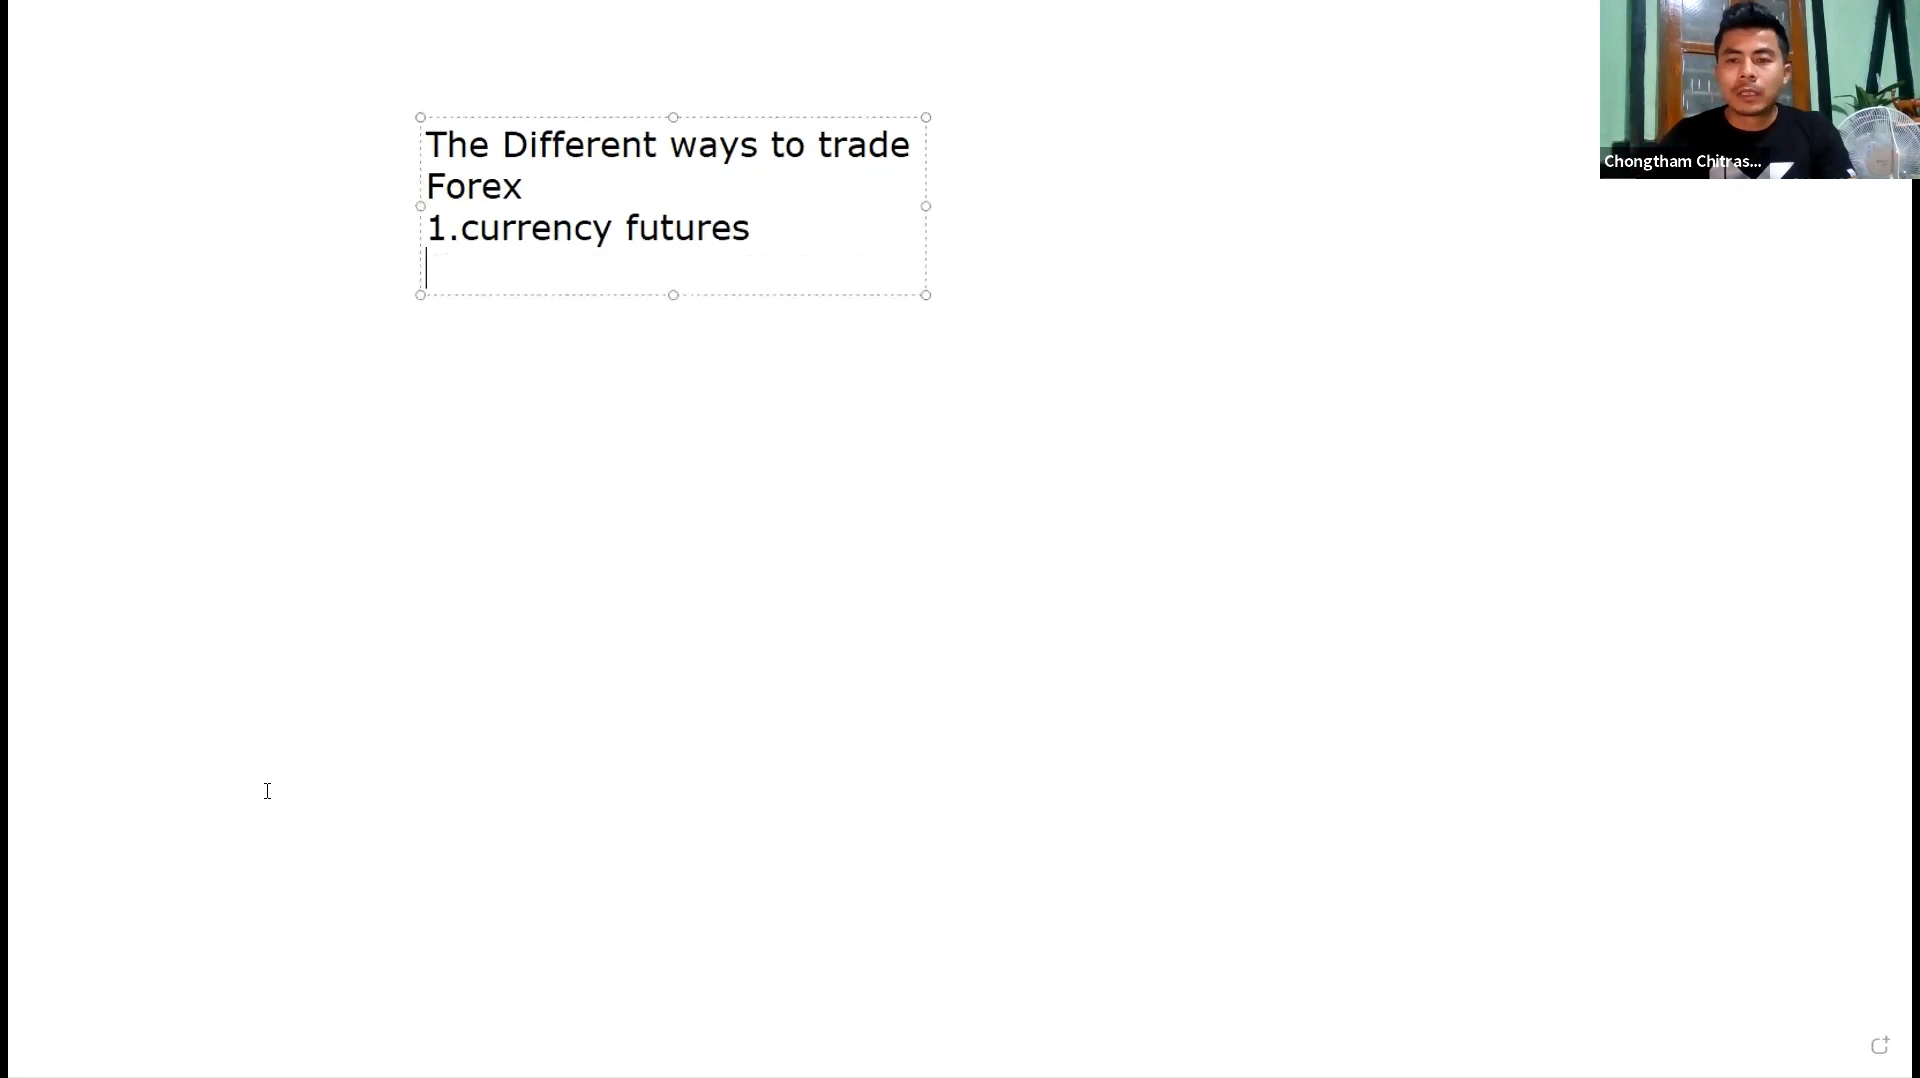 The Different ways to trade
Forex
1.currency futures
Chongtham Chitras...